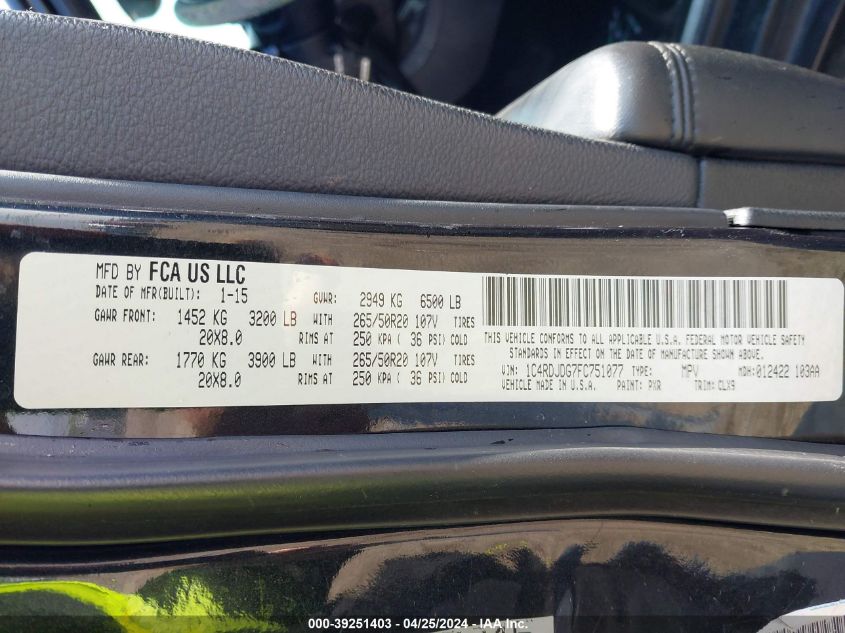 MFD BY FCA US LLC
DATE OF MFR(BUILT): 1-15 GVWR: 2949 KG 6500 LB
GAWR FRONT: 1452 KG 3200 LB WITH 265/50R20 107V TIRES
20X8.0 RIMS AT 250 KPA ( 36 PSI) COLD
GAWR REAR: 1770 KG 3900 LB WITH 265/50R20 107V TIRES
20X8.0 RIMS AT 250 KPA ( 36 PSI) COLD
THIS VEHICLE CONFORMS TO ALL APPLICABLE U.S.A. FEDERAL MOTOR VEHICLE SAFETY
STANDARDS IN EFFECT ON THE DATE OF MANUFACTURE SHOWN ABOVE.
VIN: 1C4RDJDG7FC751077 TYPE: MPV MDH: 012422 103AA
VEHICLE MADE IN U.S.A. PAINT: PXR TRIM: CLX9
000-39251403 - 04/25/2024 - IAA Inc.